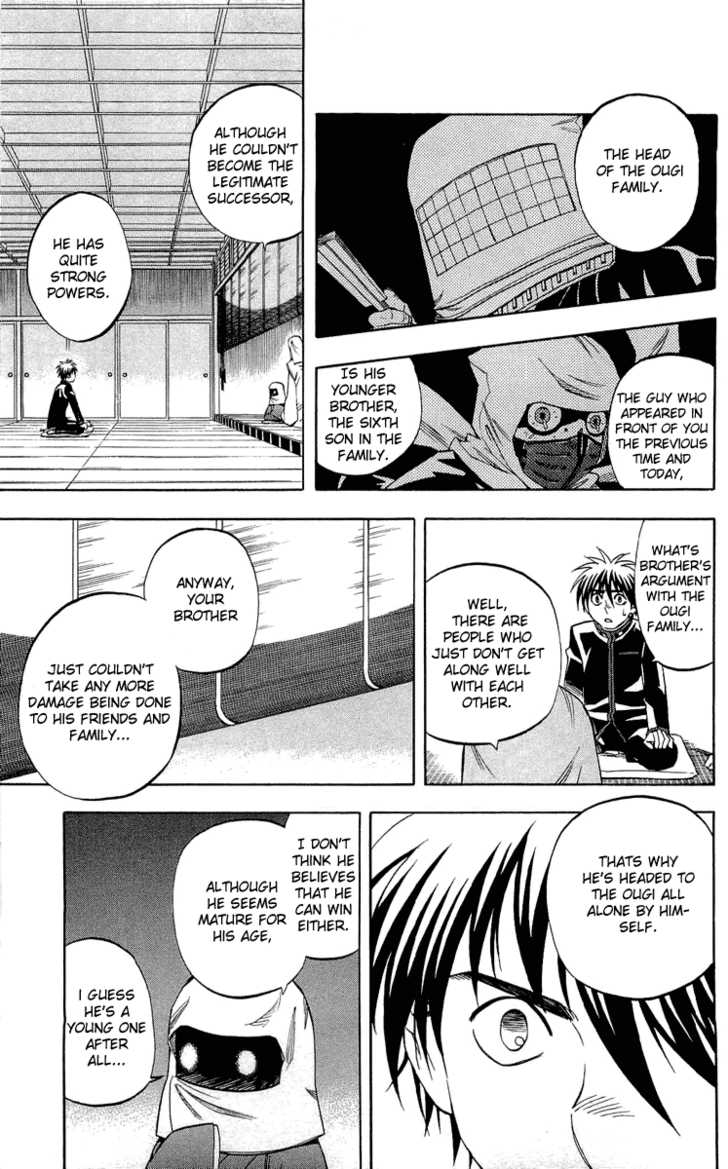 THE HEAD
OF THE OUGI
FAMILY.
THE GUY WHO
APPEARED IN
FRONT OF YOU
THE PREVIOUS
TIME AND
TODAY,
IS HIS
YOUNGER
BROTHER,
THE SIXTH
SON IN THE
FAMILY.
ALTHOUGH
HE COULDN'T
BECOME THE
LEGITIMATE
SUCCESSOR,
HE HAS
QUITE
STRONG
POWERS.
WHAT'S
BROTHER'S
ARGUMENT
WITH THE
OUGI
FAMILY...
WELL,
THERE ARE
PEOPLE WHO
JUST DON'T GET
ALONG WELL
WITH EACH
OTHER.
ANYWAY,
YOUR
BROTHER
JUST COULDN'T
TAKE ANY MORE
DAMAGE BEING DONE
TO HIS FRIENDS AND
FAMILY...
THATS WHY
HE'S HEADED TO
THE OUGI ALL
ALONE BY HIM-
SELF.
I DON'T
THINK HE
BELIEVES
THAT HE
CAN WIN
EITHER.
ALTHOUGH
HE SEEMS
MATURE FOR
HIS AGE,
I GUESS
HE'S A
YOUNG ONE
AFTER
ALL...